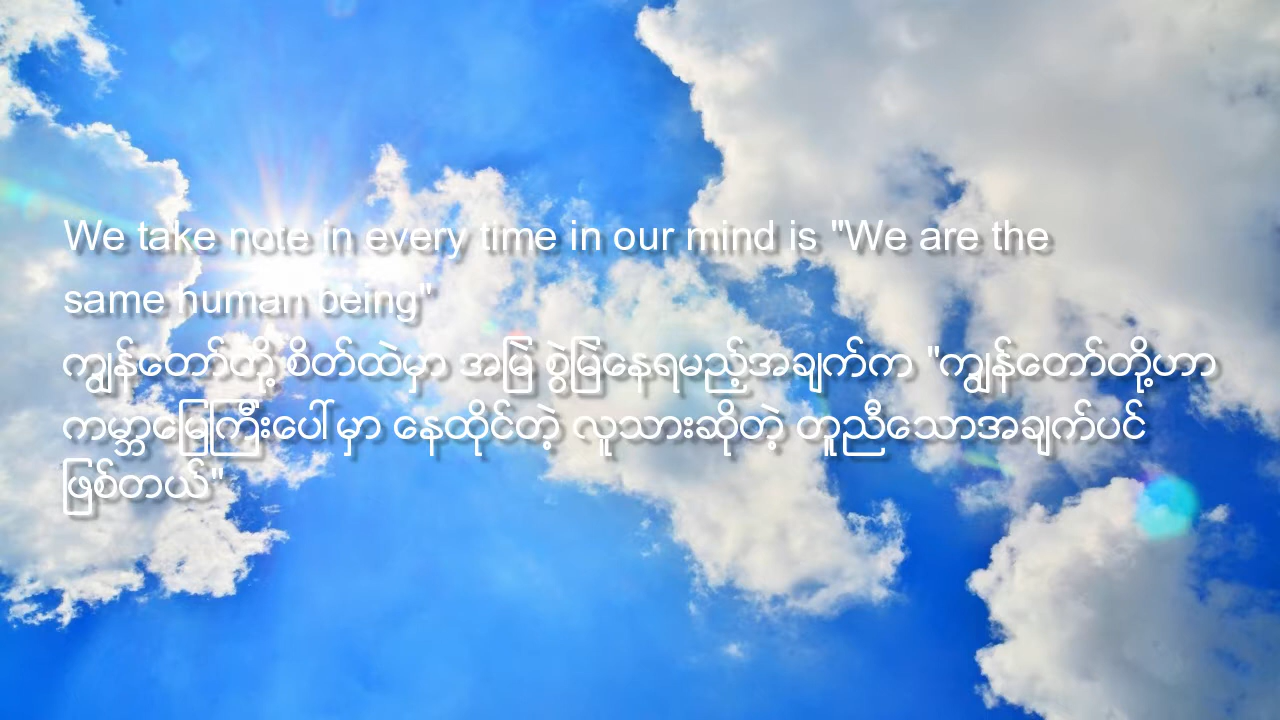 We take note in every time in our mind is "We are the
same human being"
ကျွန်တော်တို့ စိတ်ထဲမှာ အမြဲ စွဲမြဲနေရမည့်အချက်က "ကျွန်တော်တို့ဟာ
ကမ္ဘာမြေကြီးပေါ်မှာ နေထိုင်တဲ့ လူသားဆိုတဲ့ တူညီသောအချက်ပင်
ဖြစ်တယ်"